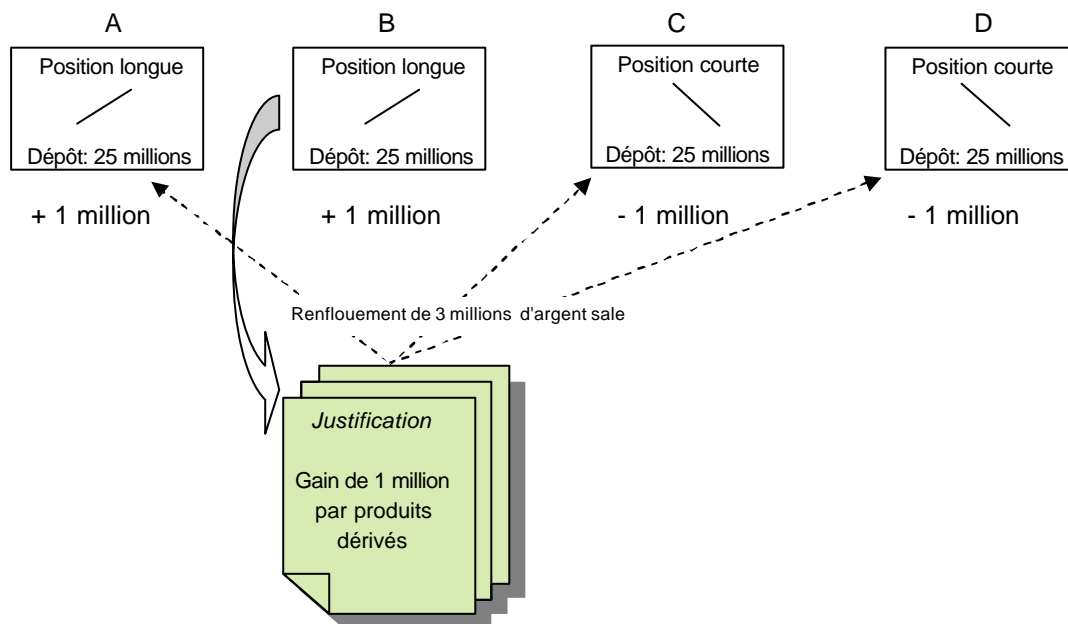 A
B
C
D
Position longue
Position longue
Position courte
Position courte
Dépôt: 25 millions
Dépôt: 25 millions
Dépôt: 25 millions
Dépôt: 25 millions
+ 1 million
+ 1 million
- 1 million
- 1 million
Renflouement de 3 millions d'argent sale
Justification
Gain de 1 million
par produits
dérivés